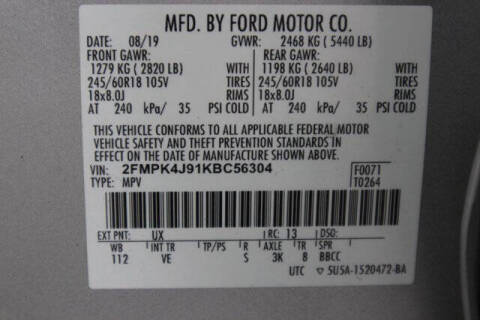 MFD. BY FORD MOTOR CO.
DATE: 08/19 GVWR: 2468 KG ( 5440 LB)
FRONT GAWR: REAR GAWR:
1279 KG ( 2820 LB) WITH 1198 KG ( 2640 LB) WITH
245/60R18 105V TIRES 245/60R18 105V TIRES
18x8.0J RIMS 18x8.0J RIMS
AT 240 kPa/ 35 PSI COLD AT 240 kPa/ 35 PSI COLD
THIS VEHICLE CONFORMS TO ALL APPLICABLE FEDERAL MOTOR
VEHICLE SAFETY AND THEFT PREVENTION STANDARDS IN
EFFECT ON THE DATE OF MANUFACTURE SHOWN ABOVE.
VIN: 2FMPK4J91KBC56304 F0071
TYPE: MPV T0264
EXT PNT: UX RC: 13 DSO:
WB INT TR TP/PS R AXLE TR SPR
112 VE S 3K 8 BBCC
UTC 5U5A-1520472-BA